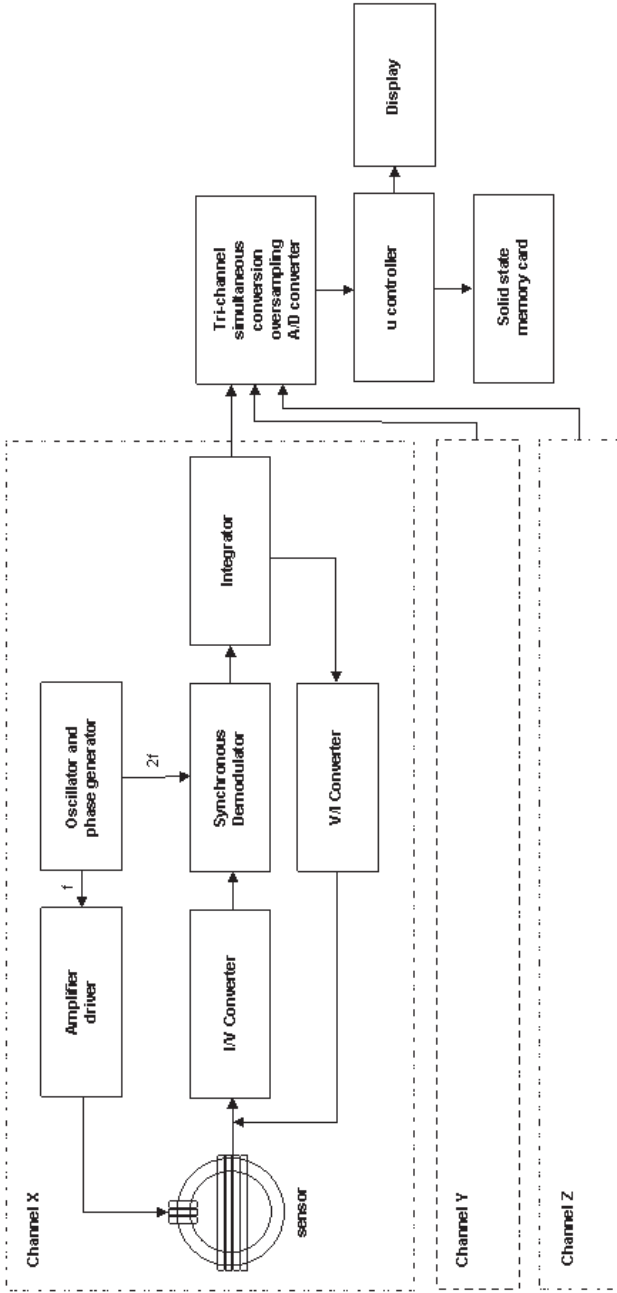 Channel X
Oscillator and
phase generator
f
2f
Amplifier
driver
sensor
I/V Converter
Synchronous
Demodulator
Integrator
V/I Converter
Channel Y
Channel Z
Tri-channel
simultaneous
conversion
oversampling
A/D converter
u controller
Display
Solid state
memory card